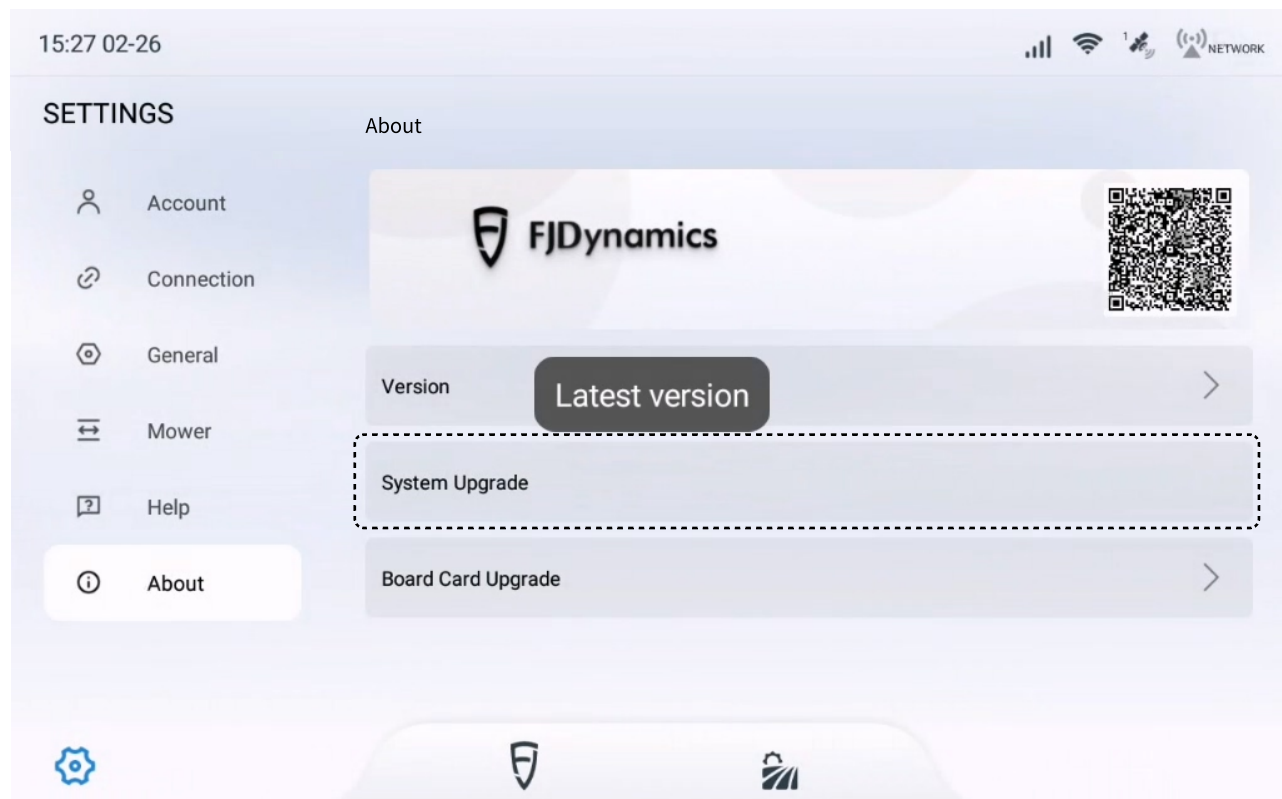 15:27 02-26
1
NETWORK
SETTINGS
Account
Connection
General
Mower
Help
About
About
FJDynamics
Version
Latest version
System Upgrade
Board Card Upgrade